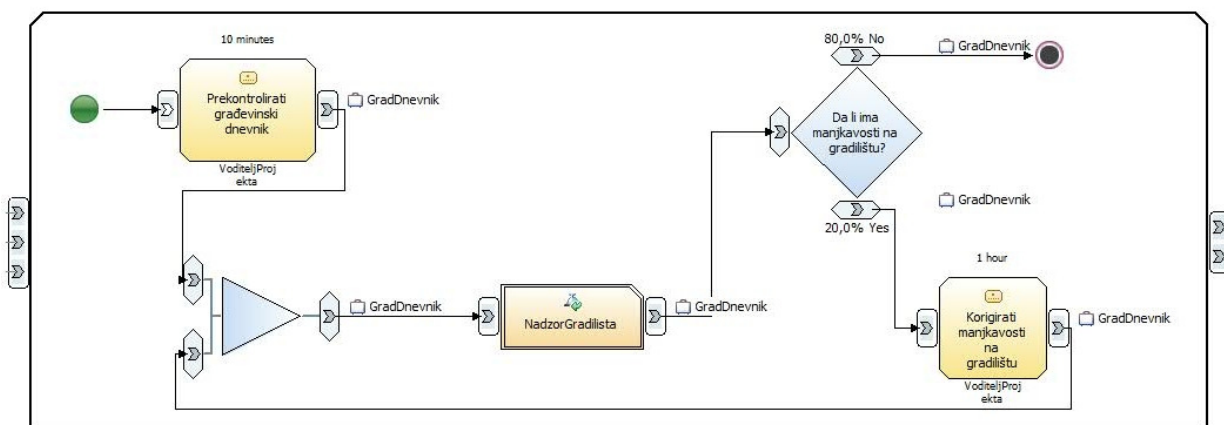 10 minutes
Prekontrolirati
građevinski
dnevnik
VoditeljProj
ekta
GradDnevnik
80,0% No
GradDnevnik
Da li ima
manjkavosti na
gradilištu?
20,0% Yes
GradDnevnik
GradDnevnik
NadzorGradilista
GradDnevnik
1 hour
Korigirati
manjkavosti
na
gradilištu
VoditeljProj
ekta
GradDnevnik